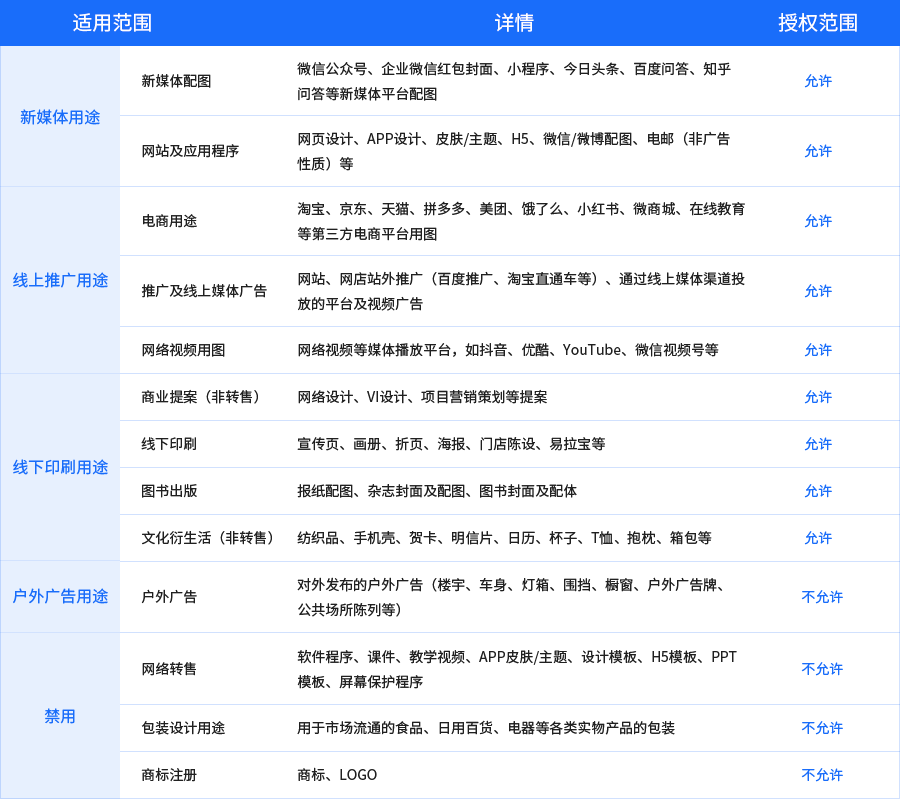 适用范围 详情 授权范围
新媒体用途
新媒体配图
微信公众号、企业微信红包封面、小程序、今日头条、百度问答、知乎
问答等新媒体平台配图
允许
网站及应用程序
网页设计、APP设计、皮肤/主题、H5、微信/微博配图、电邮（非广告
性质）等
允许
线上推广用途
电商用途
淘宝、京东、天猫、拼多多、美团、饿了么、小红书、微商城、在线教育
等第三方电商平台用图
允许
推广及线上媒体广告
网站、网店站外推广（百度推广、淘宝直通车等）、通过线上媒体渠道投
放的平台及视频广告
允许
网络视频用图 网络视频等媒体播放平台，如抖音、优酷、YouTube、微信视频号等 允许
线下印刷用途
商业提案（非转售） 网络设计、VI设计、项目营销策划等提案 允许
线下印刷 宣传页、画册、折页、海报、门店陈设、易拉宝等 允许
图书出版 报纸配图、杂志封面及配图、图书封面及配体 允许
文化衍生活（非转售） 纺织品、手机壳、贺卡、明信片、日历、杯子、T恤、抱枕、箱包等 允许
户外广告用途
户外广告
对外发布的户外广告（楼宇、车身、灯箱、围挡、橱窗、户外广告牌、
公共场所陈列等）
不允许
禁用
网络转售
软件程序、课件、教学视频、APP皮肤/主题、设计模板、H5模板、PPT
模板、屏幕保护程序
不允许
包装设计用途 用于市场流通的食品、日用百货、电器等各类实物产品的包装 不允许
商标注册 商标、LOGO 不允许